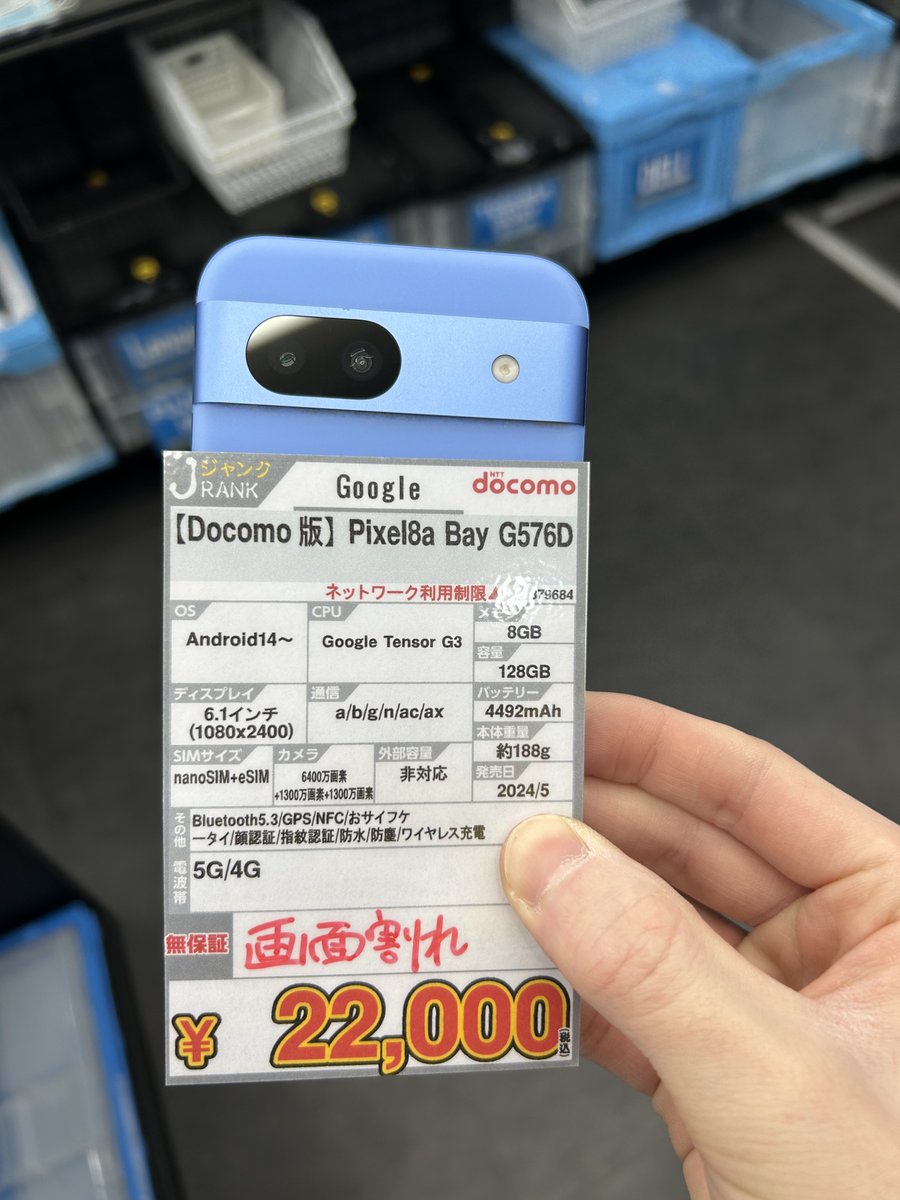 DELL
Lenovo
Jジャンク
RANK
Google
NTT
docomo
【Docomo 版】 Pixel8a Bay G576D
ネットワーク利用制限▲
379684
OS
Android14～
CPU
Google Tensor G3
8GB
容量
128GB
ディスプレイ
6.1インチ
(1080x2400)
通信
a/b/g/n/ac/ax
バッテリー
4492mAh
本体重量
約188g
SIMサイズ
nanoSIM+eSIM
カメラ
6400万画素
+1300万画素+1300万画素
外部容量
非対応
発売日
2024/5
その他
Bluetooth5.3/GPS/NFC/おサイフケ
ータイ/顔認証/指紋認証/防水/防塵/ワイヤレス充電
電波帯
5G/4G
無保証
画面割れ
¥ 22,000 (税込)